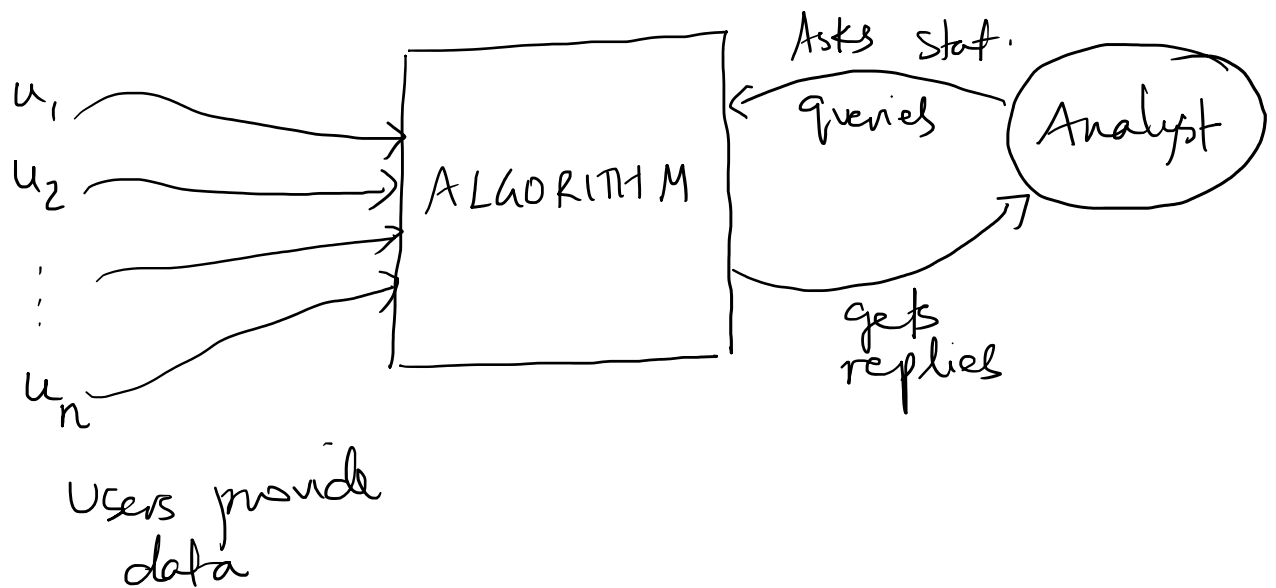 u1
u2
⋮
un
Users provide
data
ALGORITHM
Asks stat.
queries
Analyst
gets
replies